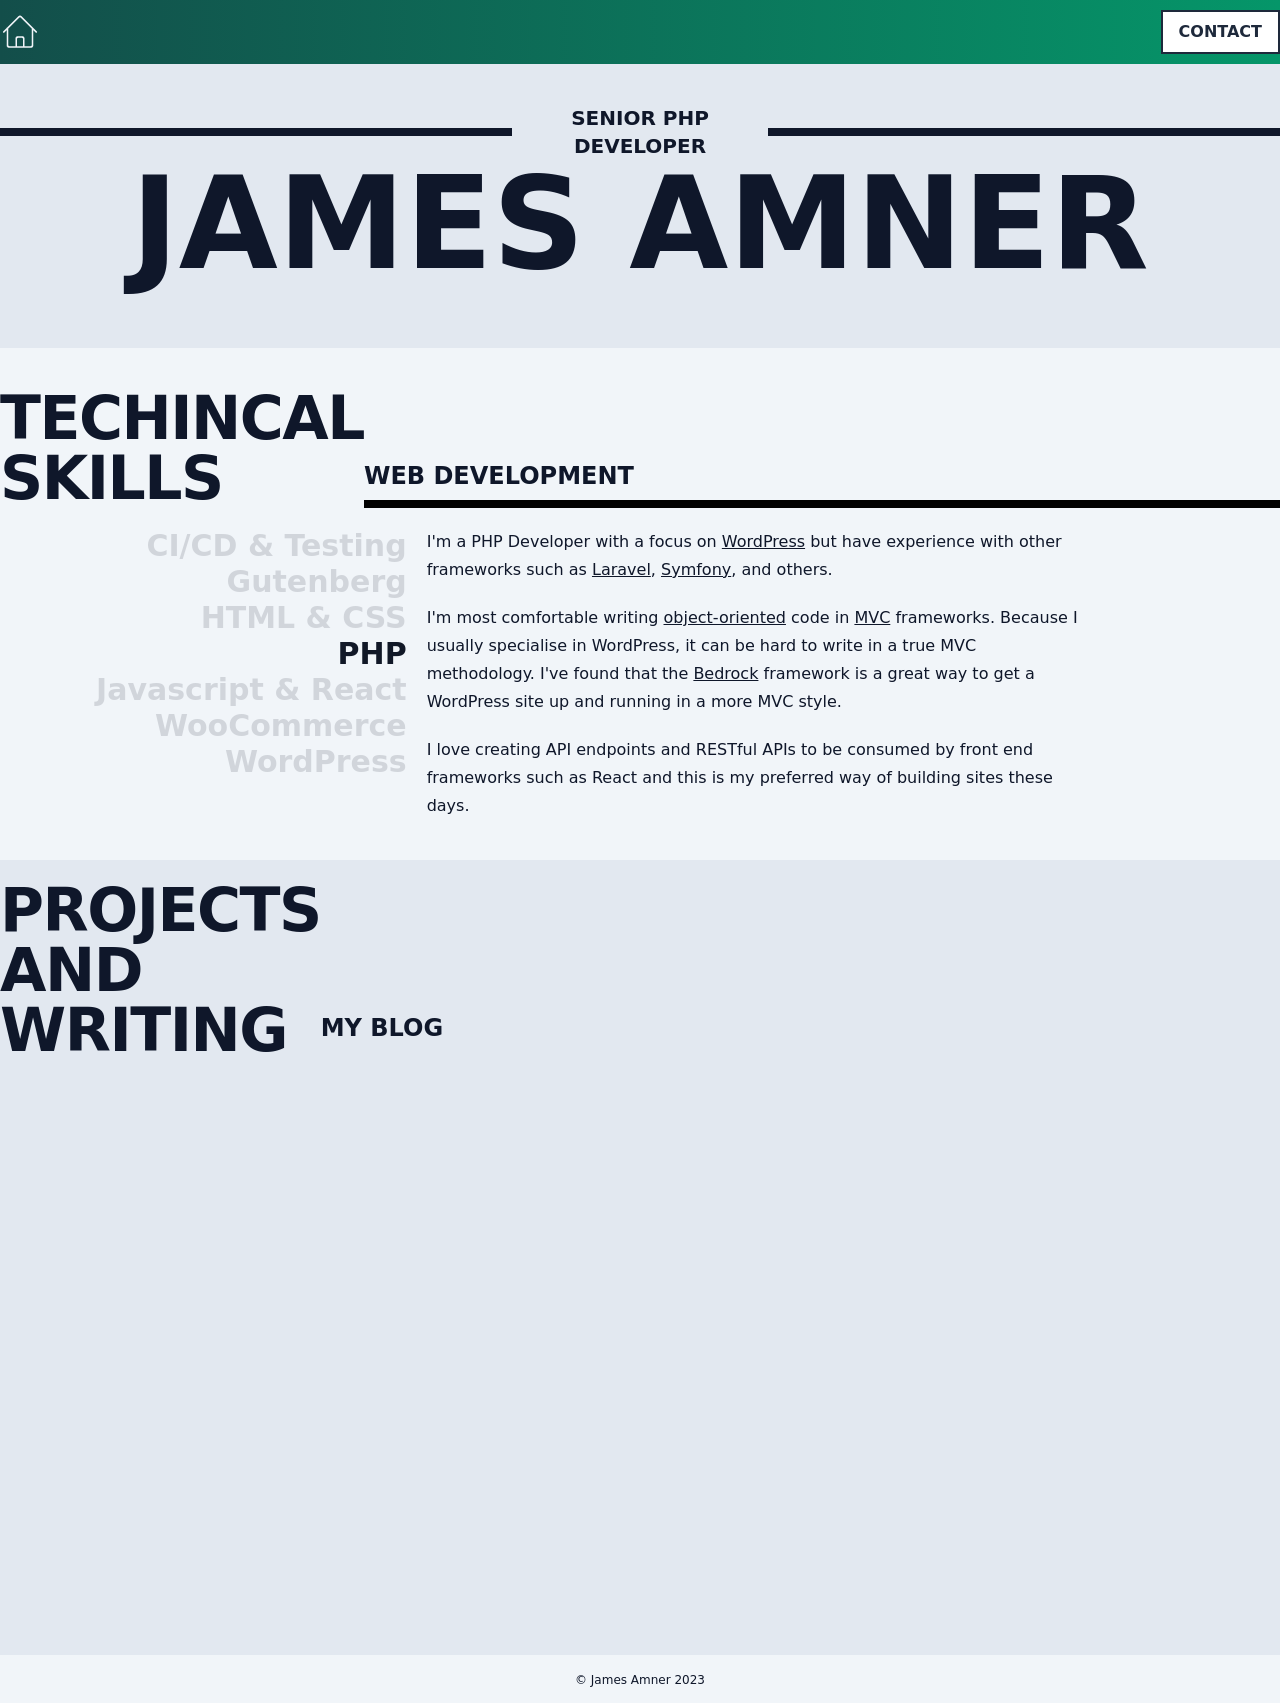 CONTACT
SENIOR PHP
DEVELOPER
JAMES AMNER
TECHINCAL
SKILLS
WEB DEVELOPMENT
CI/CD & Testing
Gutenberg
HTML & CSS
PHP
Javascript & React
WooCommerce
WordPress
I'm a PHP Developer with a focus on WordPress but have experience with other
frameworks such as Laravel, Symfony, and others.
I'm most comfortable writing object-oriented code in MVC frameworks. Because I
usually specialise in WordPress, it can be hard to write in a true MVC
methodology. I've found that the Bedrock framework is a great way to get a
WordPress site up and running in a more MVC style.
I love creating API endpoints and RESTful APIs to be consumed by front end
frameworks such as React and this is my preferred way of building sites these
days.
PROJECTS
AND
WRITING
MY BLOG
© James Amner 2023